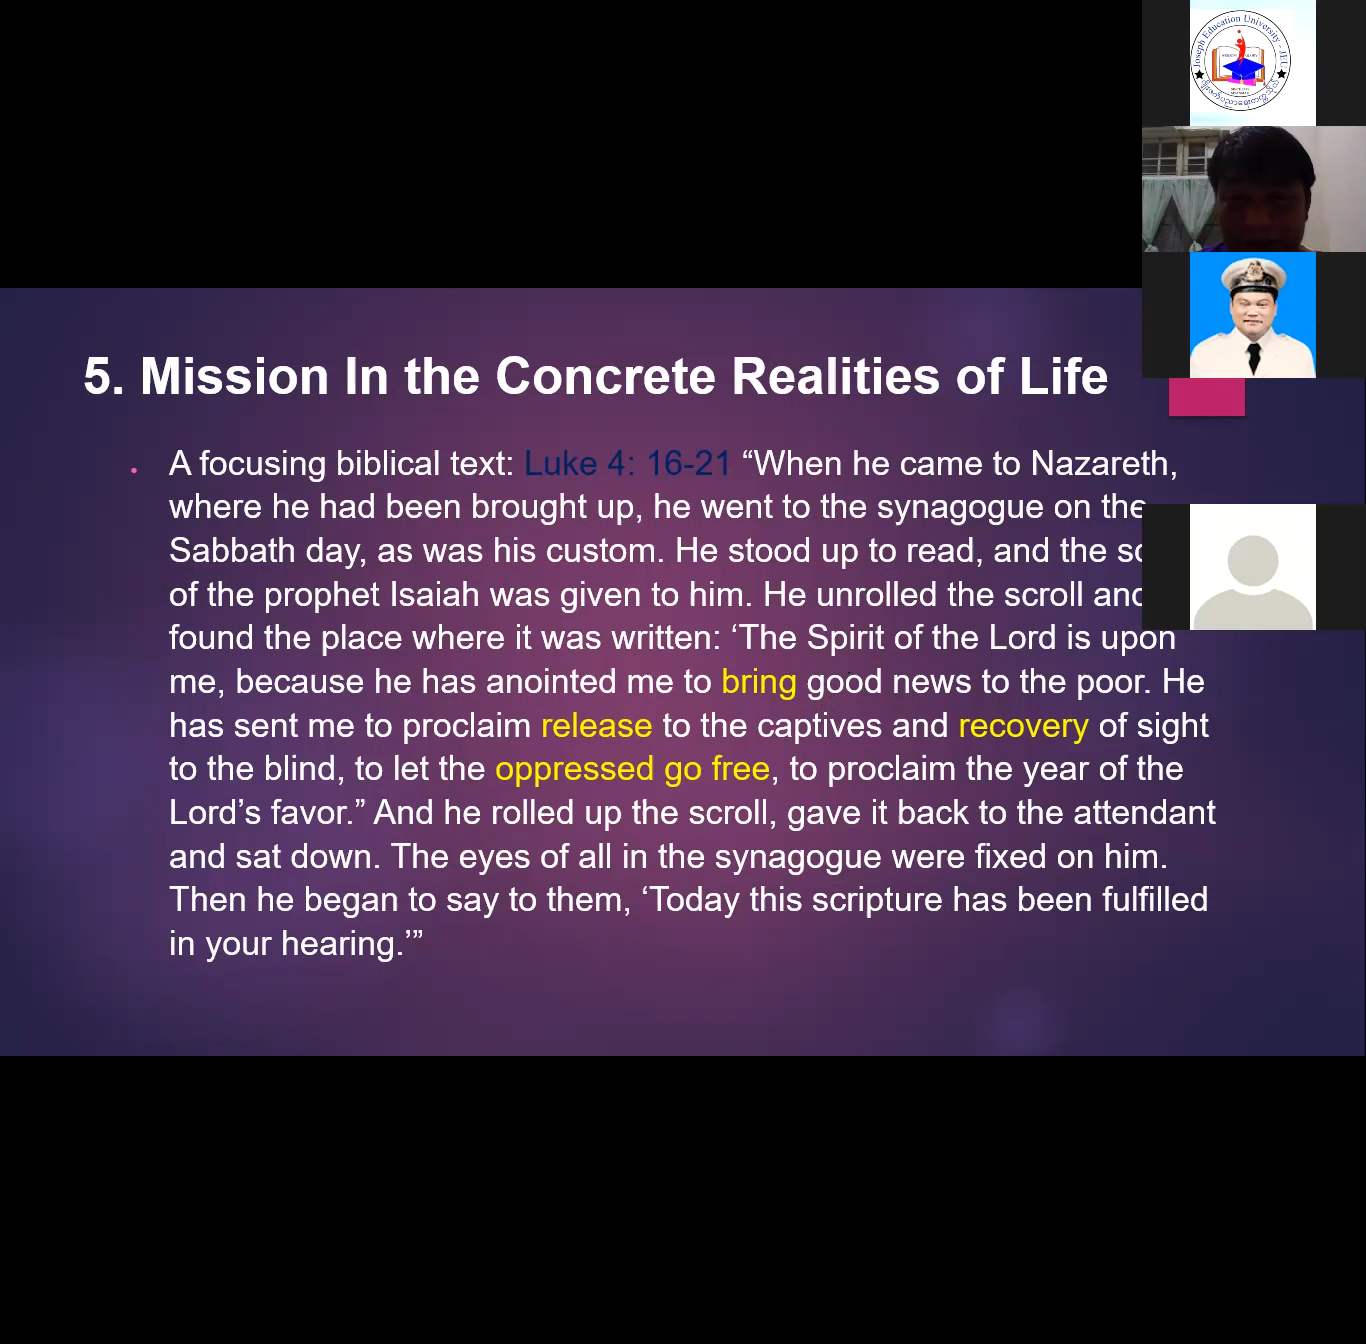 Joseph Education University - JEU
5. Mission In the Concrete Realities of Life
A focusing biblical text: Luke 4: 16-21 “When he came to Nazareth,
where he had been brought up, he went to the synagogue on the
Sabbath day, as was his custom. He stood up to read, and the
of the prophet Isaiah was given to him. He unrolled the scroll and
found the place where it was written: ‘The Spirit of the Lord is upon
me, because he has anointed me to bring good news to the poor. He
has sent me to proclaim release to the captives and recovery of sight
to the blind, to let the oppressed go free, to proclaim the year of the
Lord’s favor.” And he rolled up the scroll, gave it back to the attendant
and sat down. The eyes of all in the synagogue were fixed on him.
Then he began to say to them, ‘Today this scripture has been fulfilled
in your hearing.’”